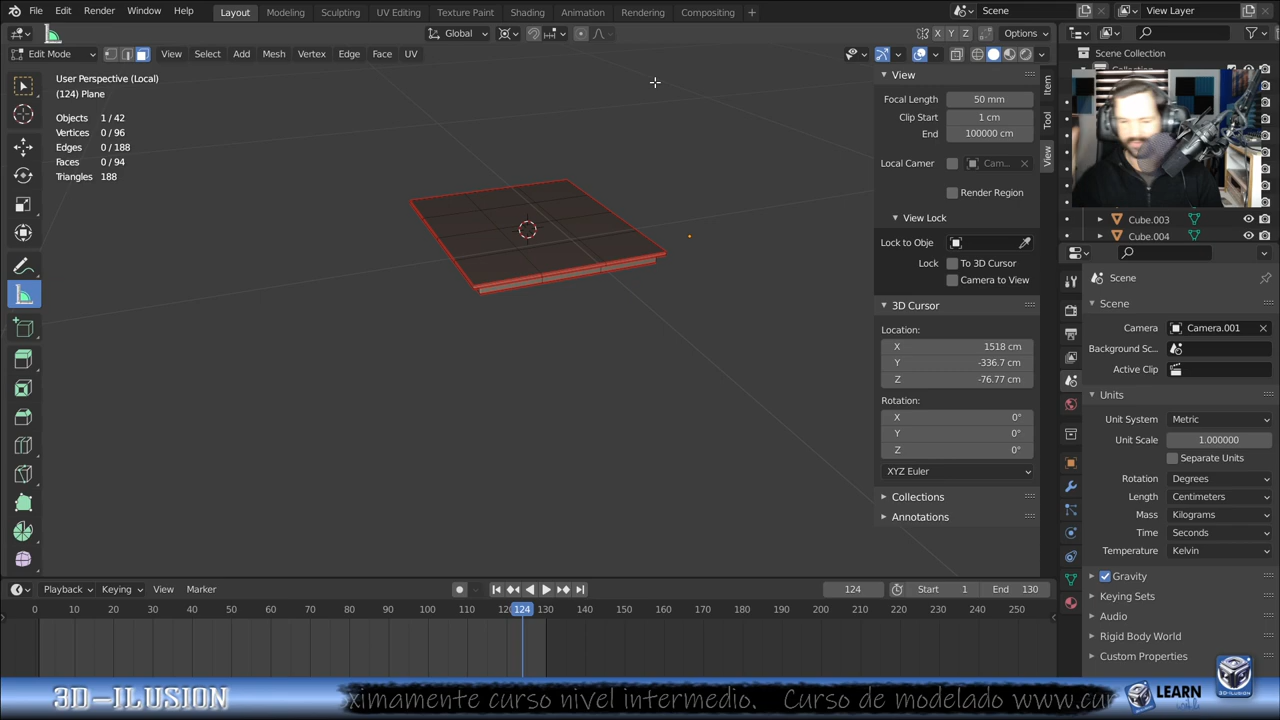 File Edit Render Window Help
Layout Modeling Sculpting UV Editing Texture Paint Shading Animation Rendering Compositing +
Scene View Layer
Global Options
X Y Z
Edit Mode View Select Add Mesh Vertex Edge Face UV
User Perspective (Local)
(124) Plane
Objects 1 / 42
Vertices 0 / 96
Edges 0 / 188
Faces 0 / 94
Triangles 188
View
Focal Length 50 mm
Clip Start 1 cm
End 100000 cm
Local Camer Cam...
Render Region
View Lock
Lock to Obje
Lock To 3D Cursor
Camera to View
3D Cursor
Location:
X 1518 cm
Y -336.7 cm
Z -76.77 cm
Rotation:
X 0°
Y 0°
Z 0°
XYZ Euler
Collections
Annotations
Item
Tool
View
Scene Collection
Cube.003
Cube.004
Scene
Scene
Camera Camera.001
Background Sc...
Active Clip
Units
Unit System Metric
Unit Scale 1.000000
Separate Units
Rotation Degrees
Length Centimeters
Mass Kilograms
Time Seconds
Temperature Kelvin
Gravity
Keying Sets
Audio
Rigid Body World
Custom Properties
Playback Keying View Marker
124 Start 1 End 130
0 10 20 30 40 50 60 70 80 90 100 110 124 130 140 150 160 170 180 190 200 210 220 230 240 250
3D-ILUSION
ximamente curso nivel intermedio. Curso de modelado www.cur
LEARN
3D-ILUSION